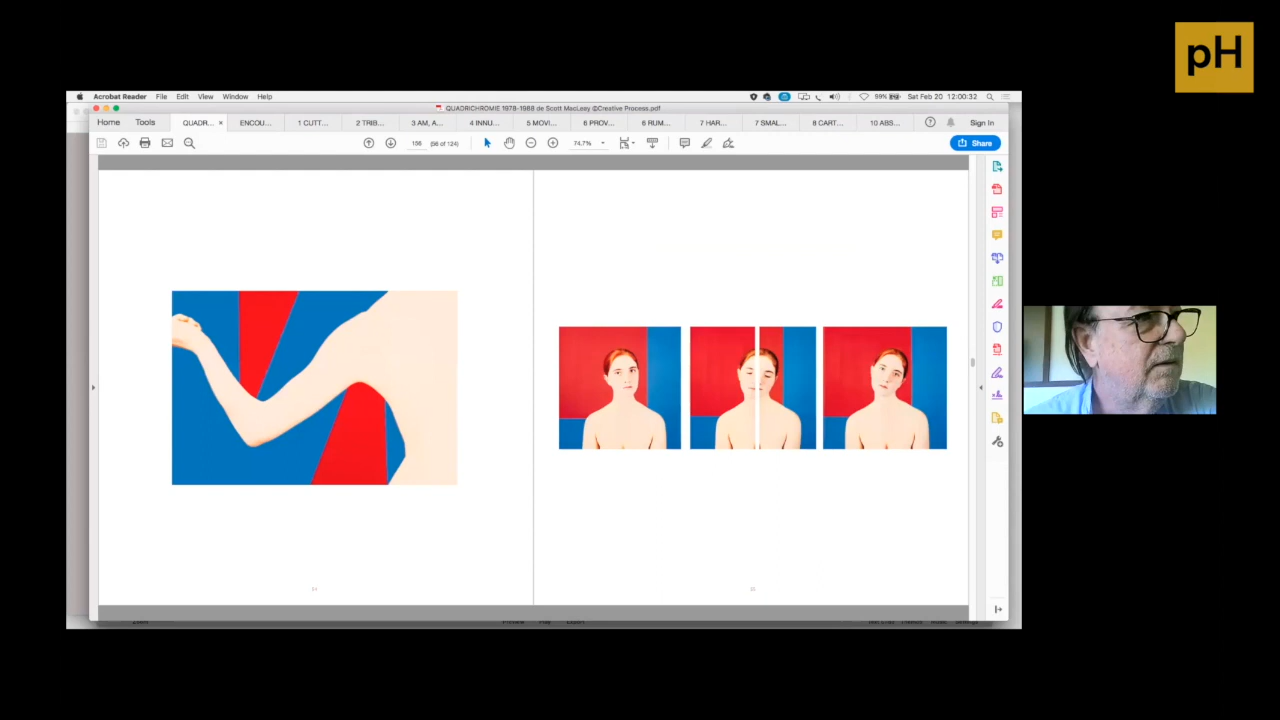 pH
Acrobat Reader File Edit View Window Help 99% Sat Feb 20 12:00:32
QUADRICHROMIE 1978-1988 de Scott MacLeay ©Creative Process.pdf
Home Tools QUADR... × ENCOU... 1 CUTT... 2 TRIB... 3 AM, A... 4 INNU... 5 MOVI... 6 PROV... 6 RUM... 7 HAR... 7 SMAL... 8 CART... 10 ABS... Sign In
156 74,7% Share